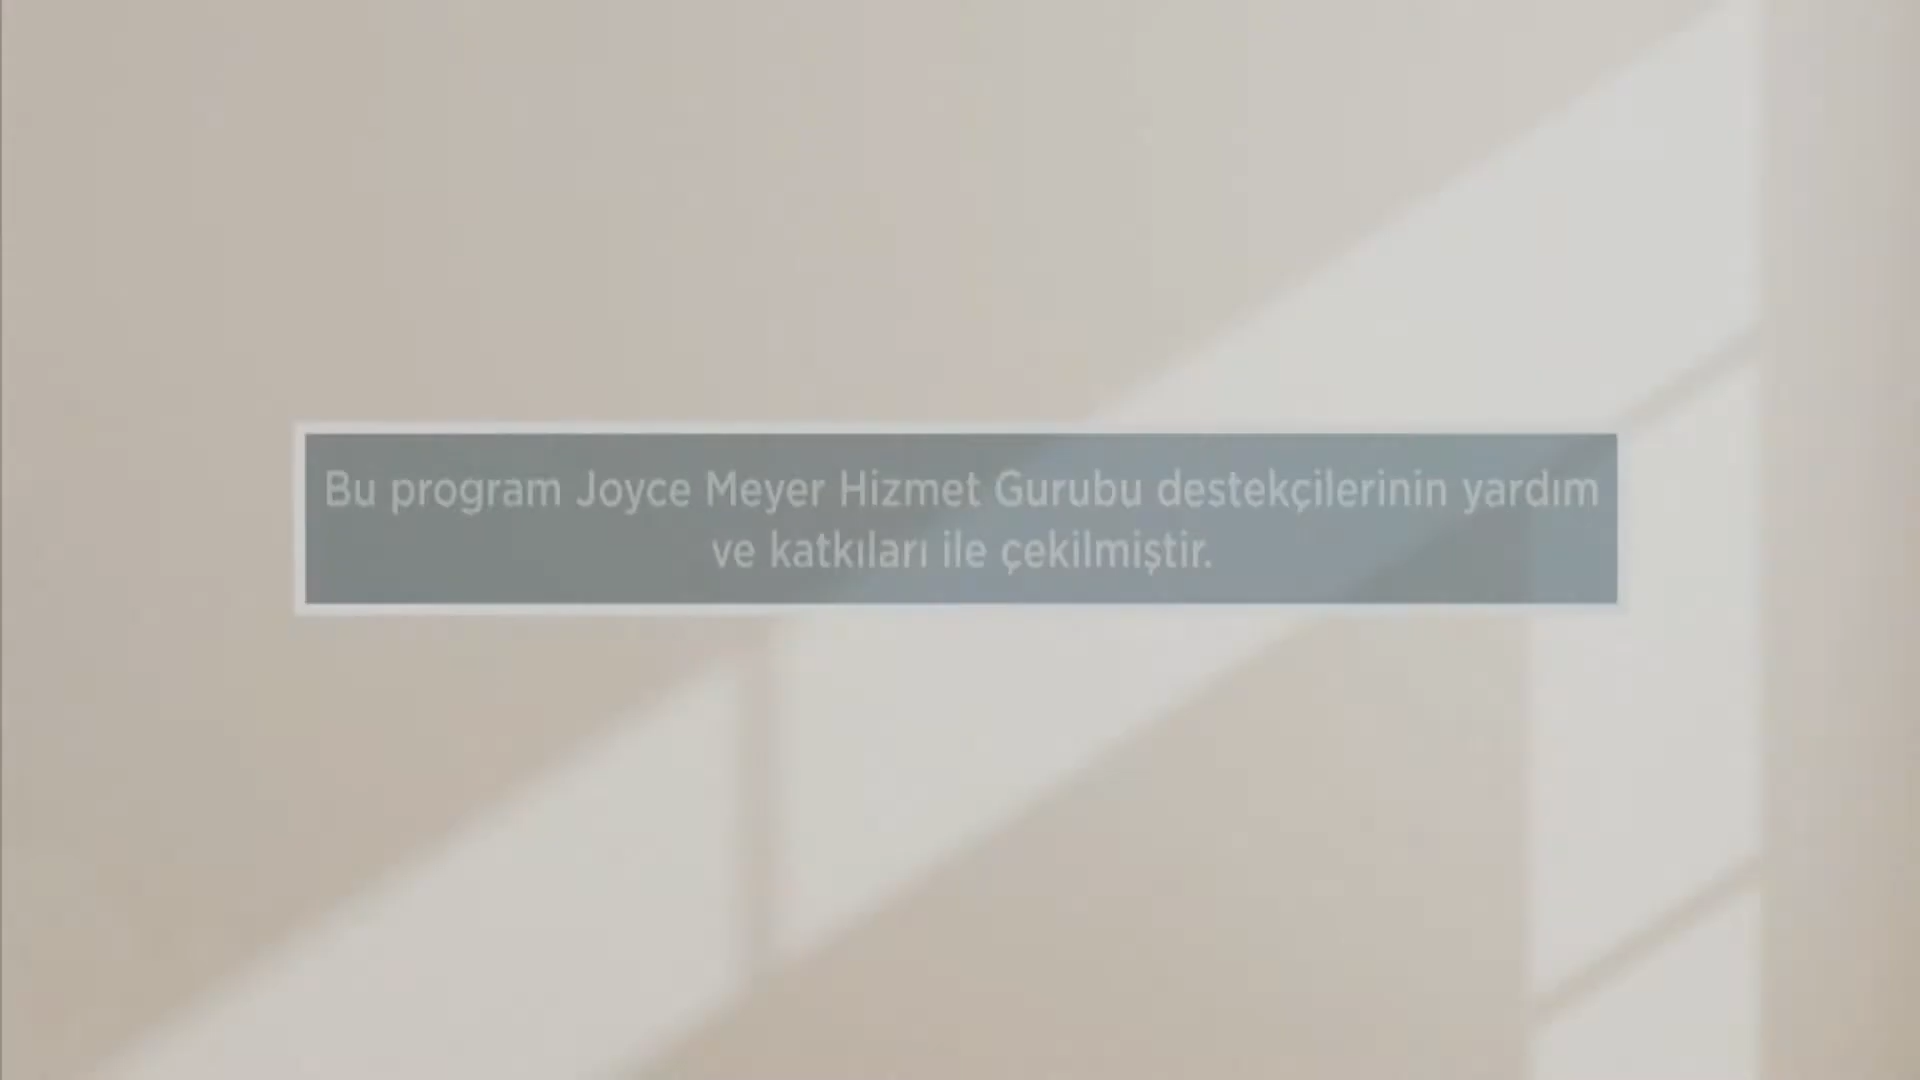 Bu program Joyce Meyer Hizmet Gurubu destekçilerinin yardım
ve katkıları ile çekilmiştir.